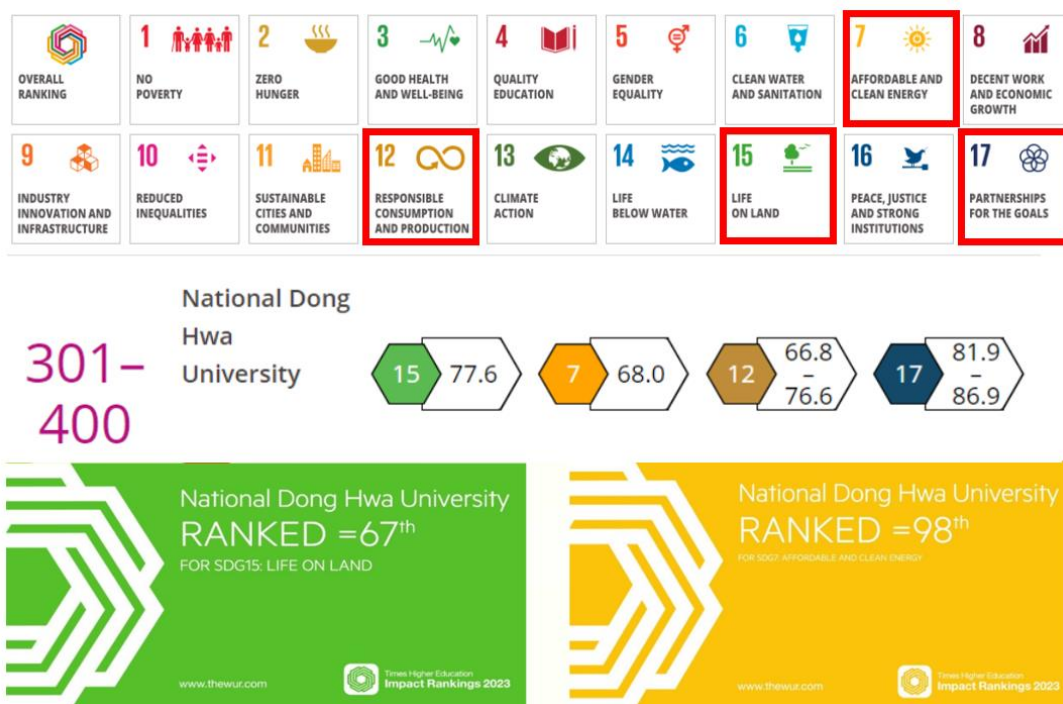 OVERALL
RANKING
1
NO
POVERTY
2
ZERO
HUNGER
3
GOOD HEALTH
AND WELL-BEING
4
QUALITY
EDUCATION
5
GENDER
EQUALITY
6
CLEAN WATER
AND SANITATION
7
AFFORDABLE AND
CLEAN ENERGY
8
DECENT WORK
AND ECONOMIC
GROWTH
9
INDUSTRY
INNOVATION AND
INFRASTRUCTURE
10
REDUCED
INEQUALITIES
11
SUSTAINABLE
CITIES AND
COMMUNITIES
12
RESPONSIBLE
CONSUMPTION
AND PRODUCTION
13
CLIMATE
ACTION
14
LIFE
BELOW WATER
15
LIFE
ON LAND
16
PEACE, JUSTICE
AND STRONG
INSTITUTIONS
17
PARTNERSHIPS
FOR THE GOALS
301–
400
National Dong
Hwa
University
15 77.6
7 68.0
12 66.8
–
76.6
17 81.9
–
86.9
National Dong Hwa University
RANKED =67th
FOR SDG15: LIFE ON LAND
www.thewur.com
Times Higher Education
Impact Rankings 2023
National Dong Hwa University
RANKED =98th
FOR SDG7: AFFORDABLE AND CLEAN ENERGY
www.thewur.com
Times Higher Education
Impact Rankings 2023